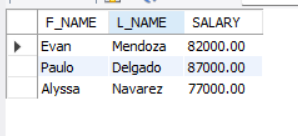 F_NAME L_NAME SALARY
Evan Mendoza 82000.00
Paulo Delgado 87000.00
Alyssa Navarez 77000.00